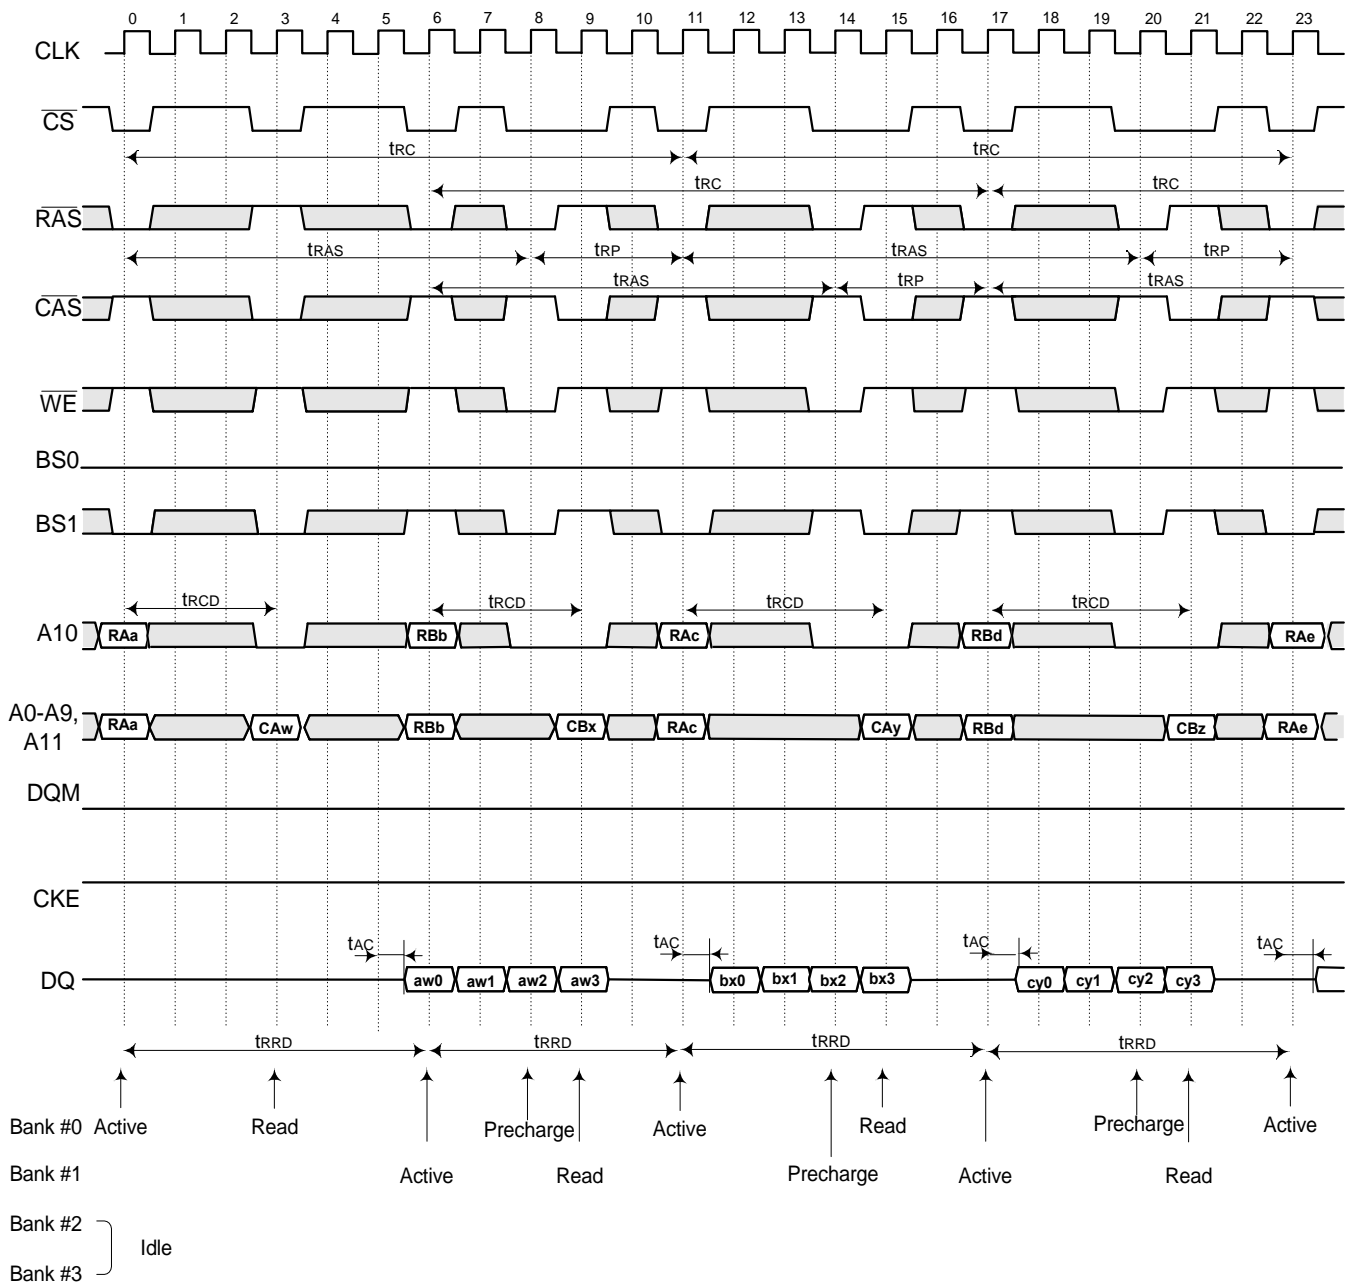 0 1 2 3 4 5 6 7 8 9 10 11 12 13 14 15 16 17 18 19 20 21 22 23
CLK
CS
tRC tRC
tRC tRC
RAS
tRAS tRP tRAS tRP
tRAS tRP tRAS
CAS
WE
BS0
BS1
tRCD tRCD tRCD tRCD
A10 RAa RBb RAc RBd RAe
A0-A9,
A11
RAa CAw RBb CBx RAc CAy RBd CBz RAe
DQM
CKE
tAC tAC tAC tAC
DQ aw0 aw1 aw2 aw3 bx0 bx1 bx2 bx3 cy0 cy1 cy2 cy3
tRRD tRRD tRRD tRRD
Bank #0 Active Read Precharge Active Read Precharge Active
Bank #1 Active Read Precharge Active Read
Bank #2
Idle
Bank #3